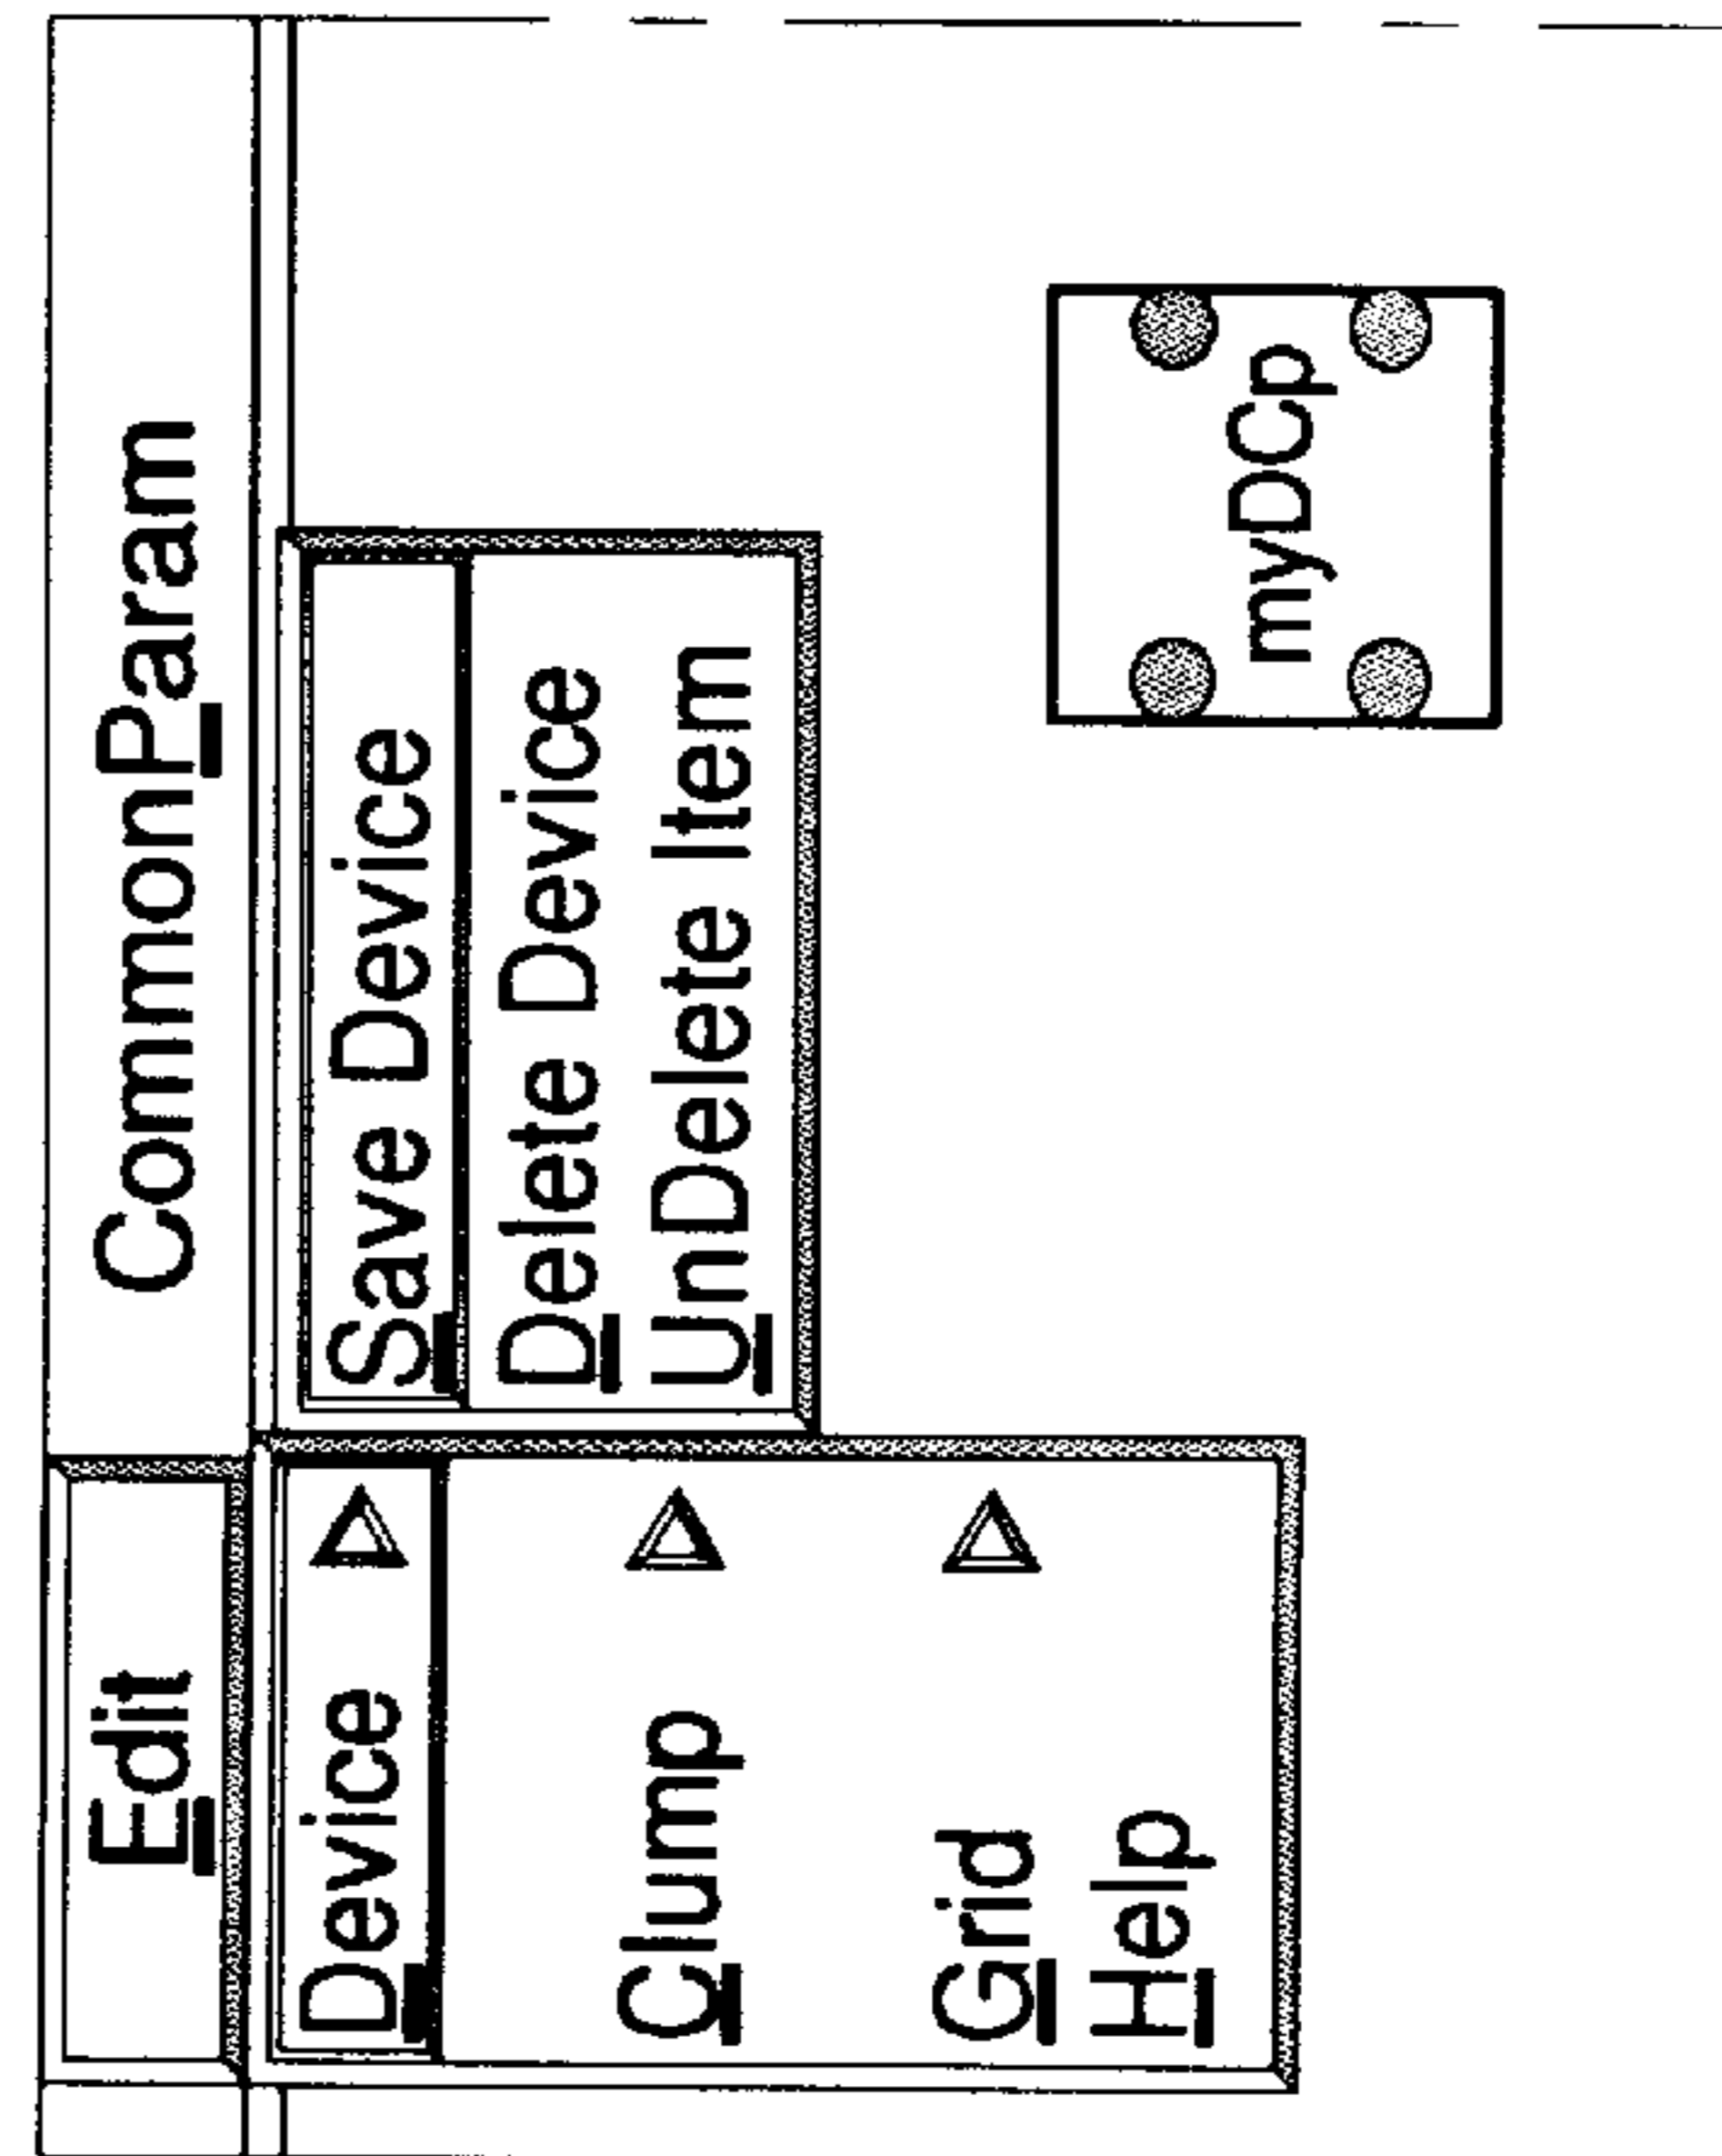 Edit CommonParam
Device
Save Device
Delete Device
UnDelete Item
Clump
Grid
Help
myDCp